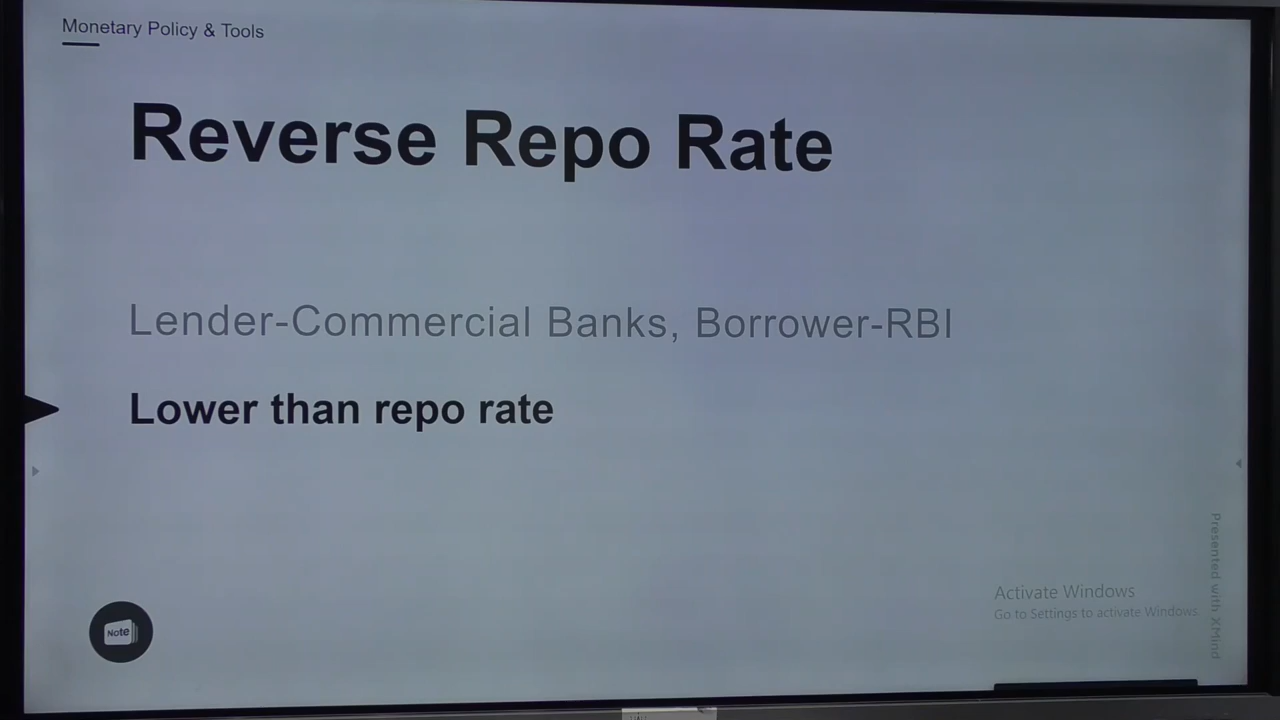 Monetary Policy & Tools
Reverse Repo Rate
Lender-Commercial Banks, Borrower-RBI
Lower than repo rate
Note
Activate Windows
Go to Settings to activate Windows.
Presented with XMind